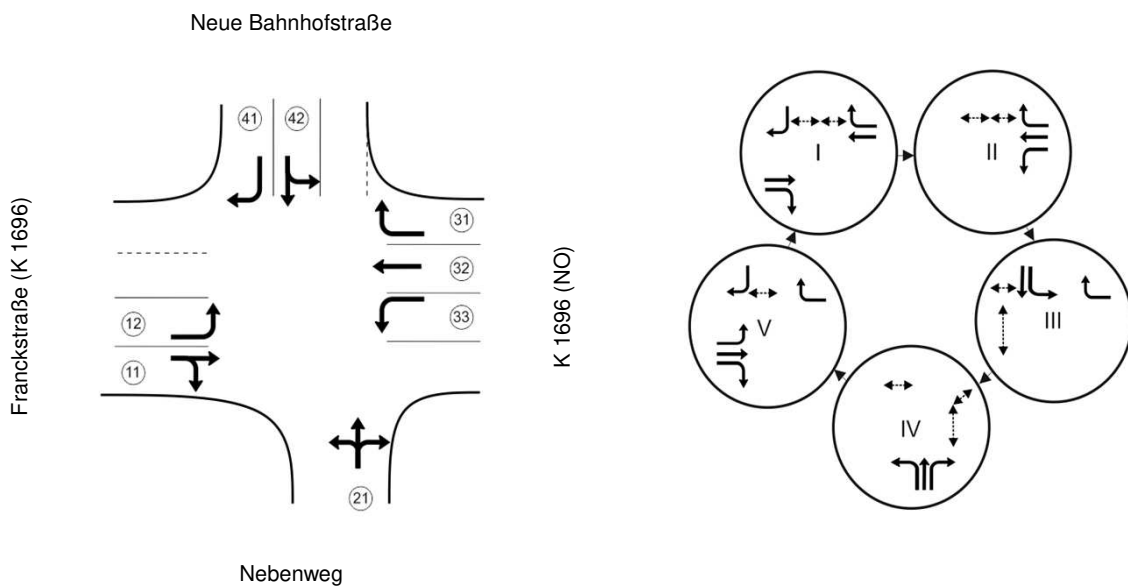 Neue Bahnhofstraße
41
42
Franckstraße (K 1696)
12
11
31
32
33
21
K 1696 (NO)
Nebenweg
I
II
III
IV
V